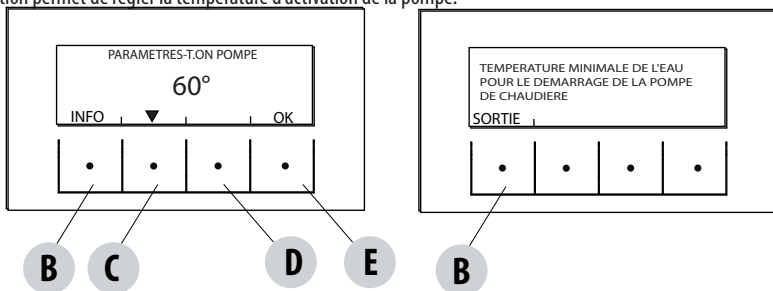 tion permet de régler la température d'activation de la pompe.
PARAMETRES-T.ON POMPE
60°
INFO ▼ OK
B C D E
TEMPERATURE MINIMALE DE L'EAU
POUR LE DEMARRAGE DE LA POMPE
DE CHAUDIERE
SORTIE
B